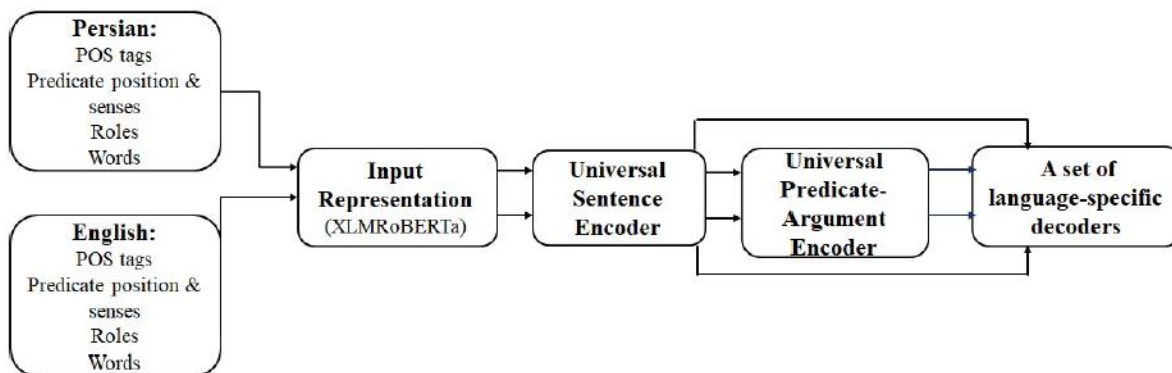 Persian:
POS tags
Predicate position &
senses
Roles
Words
English:
POS tags
Predicate position &
senses
Roles
Words
Input
Representation
(XLMRoBERTa)
Universal
Sentence
Encoder
Universal
Predicate-
Argument
Encoder
A set of
language-specific
decoders